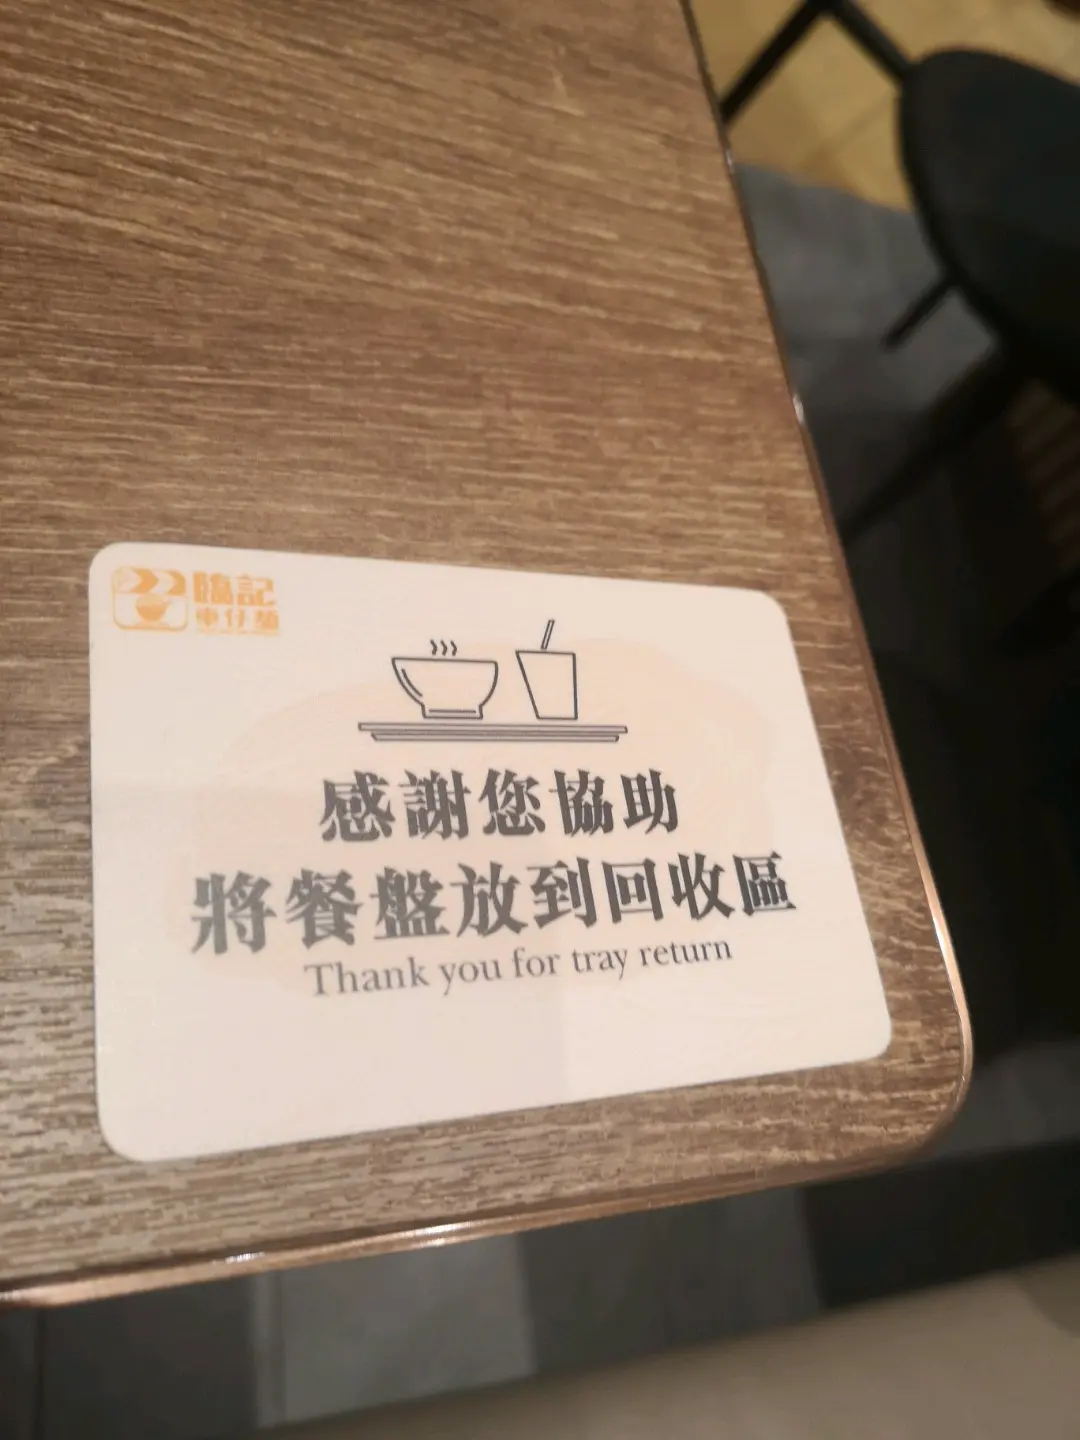 臨記
車仔麵
感謝您協助
將餐盤放到回收區
Thank you for tray return